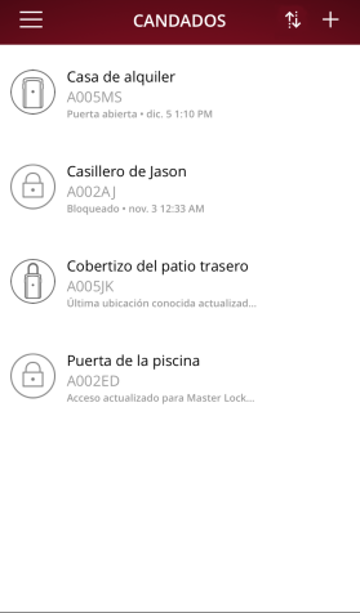 CANDADOS
Casa de alquiler
A005MS
Puerta abierta • dic. 5 1:10 PM
Casillero de Jason
A002AJ
Bloqueado • nov. 3 12:33 AM
Cobertizo del patio trasero
A005JK
Última ubicación conocida actualizad...
Puerta de la piscina
A002ED
Acceso actualizado para Master Lock...